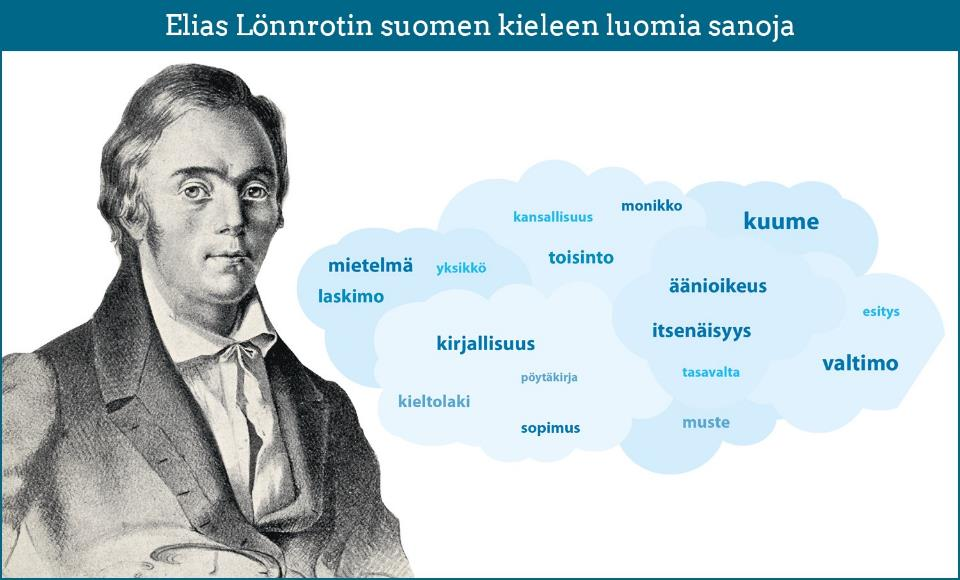 Elias Lönnrotin suomen kieleen luomia sanoja
kansallisuus
monikko
kuume
mietelmä
yksikkö
toisinto
laskimo
äänioikeus
esitys
kirjallisuus
itsenäisyys
valtimo
pöytäkirja
tasavalta
kieltolaki
sopimus
muste